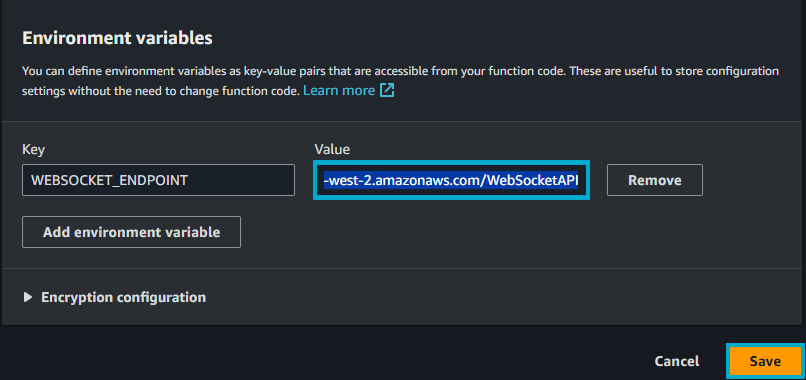 Environment variables
You can define environment variables as key-value pairs that are accessible from your function code. These are useful to store configuration
settings without the need to change function code. Learn more
Key Value
WEBSOCKET_ENDPOINT -west-2.amazonaws.com/WebSocketAPI Remove
Add environment variable
Encryption configuration
Cancel Save